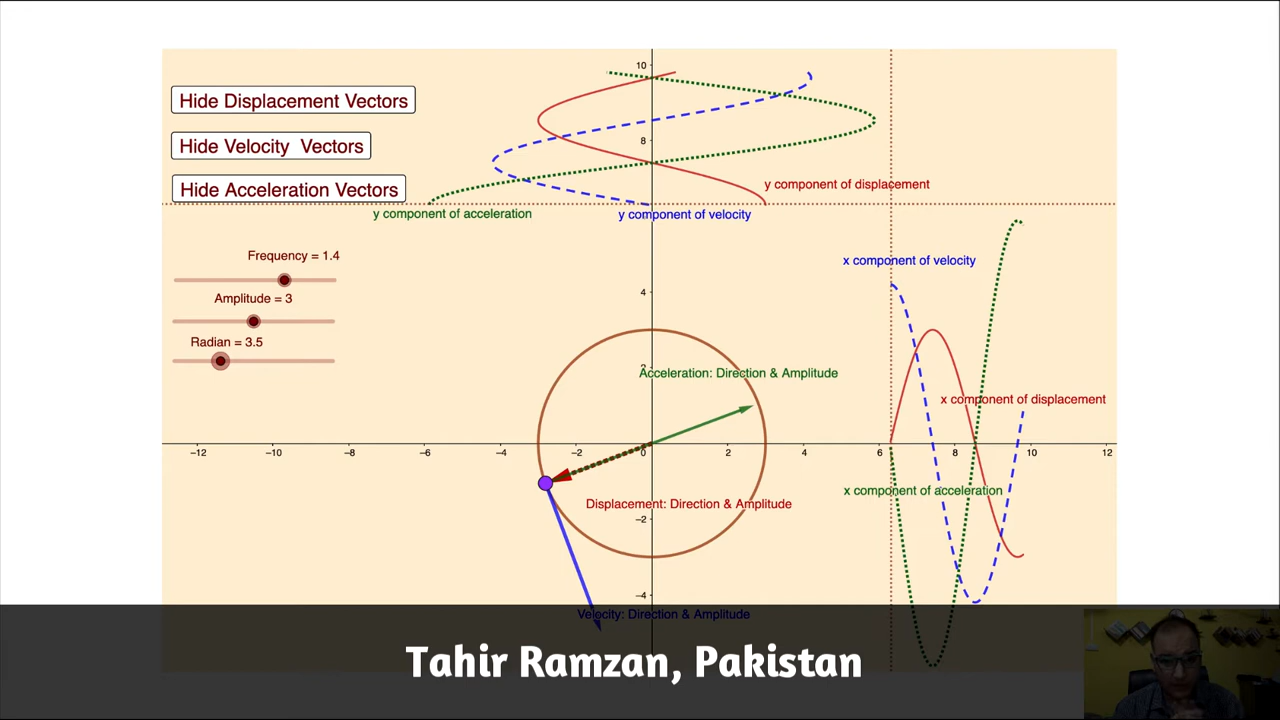 Hide Displacement Vectors
Hide Velocity Vectors
Hide Acceleration Vectors
10
8
y component of displacement
y component of acceleration
y component of velocity
Frequency = 1.4
Amplitude = 3
Radian = 3.5
x component of velocity
4
2
Acceleration: Direction & Amplitude
x component of displacement
−12
−10
−8
−6
−4
−2
0
2
4
6
8
10
12
x component of acceleration
Displacement: Direction & Amplitude
−2
−4
Velocity: Direction & Amplitude
Tahir Ramzan, Pakistan